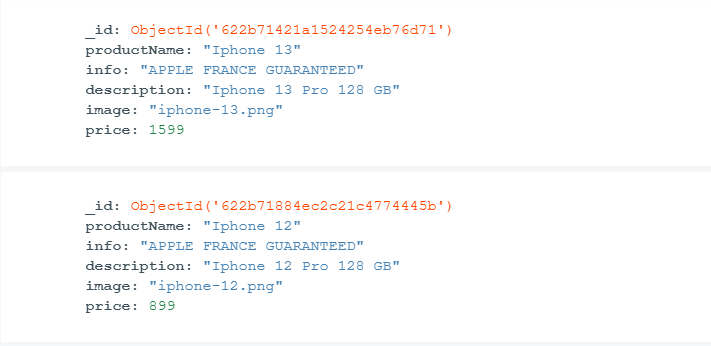 _id: ObjectId('622b71421a1524254eb76d71')
productName: "Iphone 13"
info: "APPLE FRANCE GUARANTEED"
description: "Iphone 13 Pro 128 GB"
image: "iphone-13.png"
price: 1599
_id: ObjectId('622b71884ec2c21c4774445b')
productName: "Iphone 12"
info: "APPLE FRANCE GUARANTEED"
description: "Iphone 12 Pro 128 GB"
image: "iphone-12.png"
price: 899